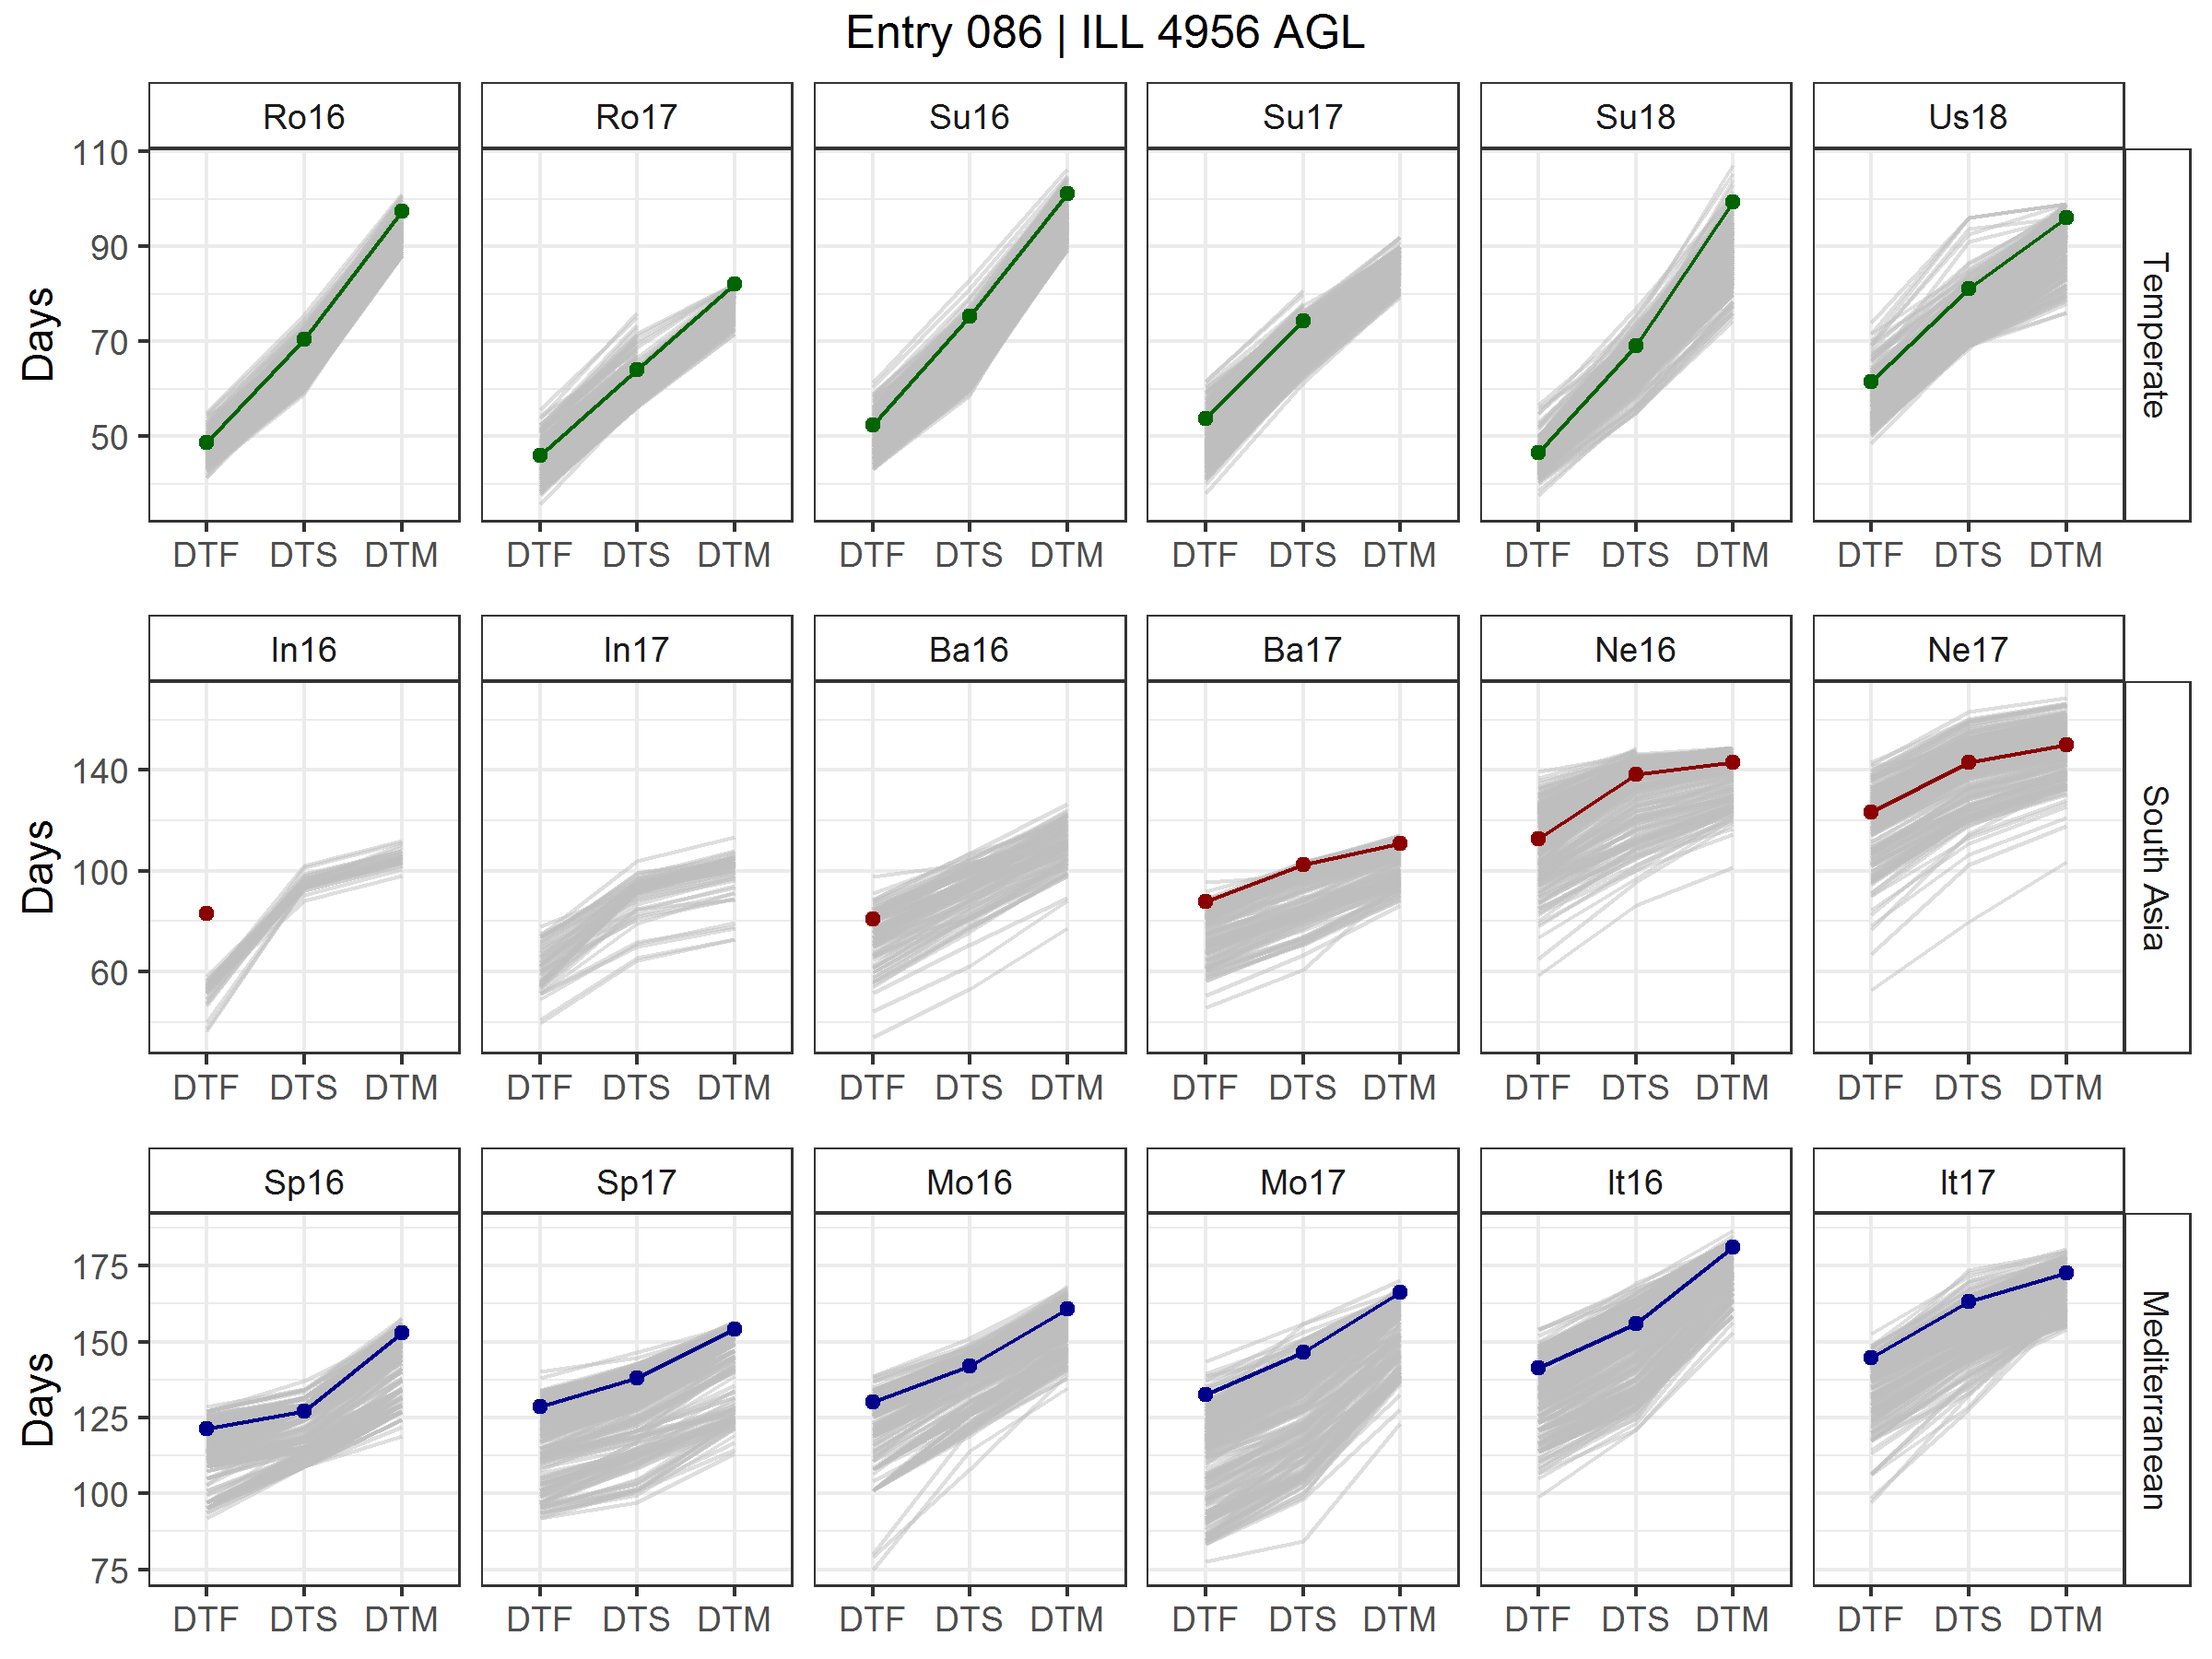 Entry 086 | ILL 4956 AGL
Ro16 Ro17 Su16 Su17 Su18 Us18
110
90
70
50
Days
Temperate
DTF DTS DTM DTF DTS DTM DTF DTS DTM DTF DTS DTM DTF DTS DTM DTF DTS DTM
In16 In17 Ba16 Ba17 Ne16 Ne17
140
100
60
Days
South Asia
DTF DTS DTM DTF DTS DTM DTF DTS DTM DTF DTS DTM DTF DTS DTM DTF DTS DTM
Sp16 Sp17 Mo16 Mo17 It16 It17
175
150
125
100
75
Days
Mediterranean
DTF DTS DTM DTF DTS DTM DTF DTS DTM DTF DTS DTM DTF DTS DTM DTF DTS DTM